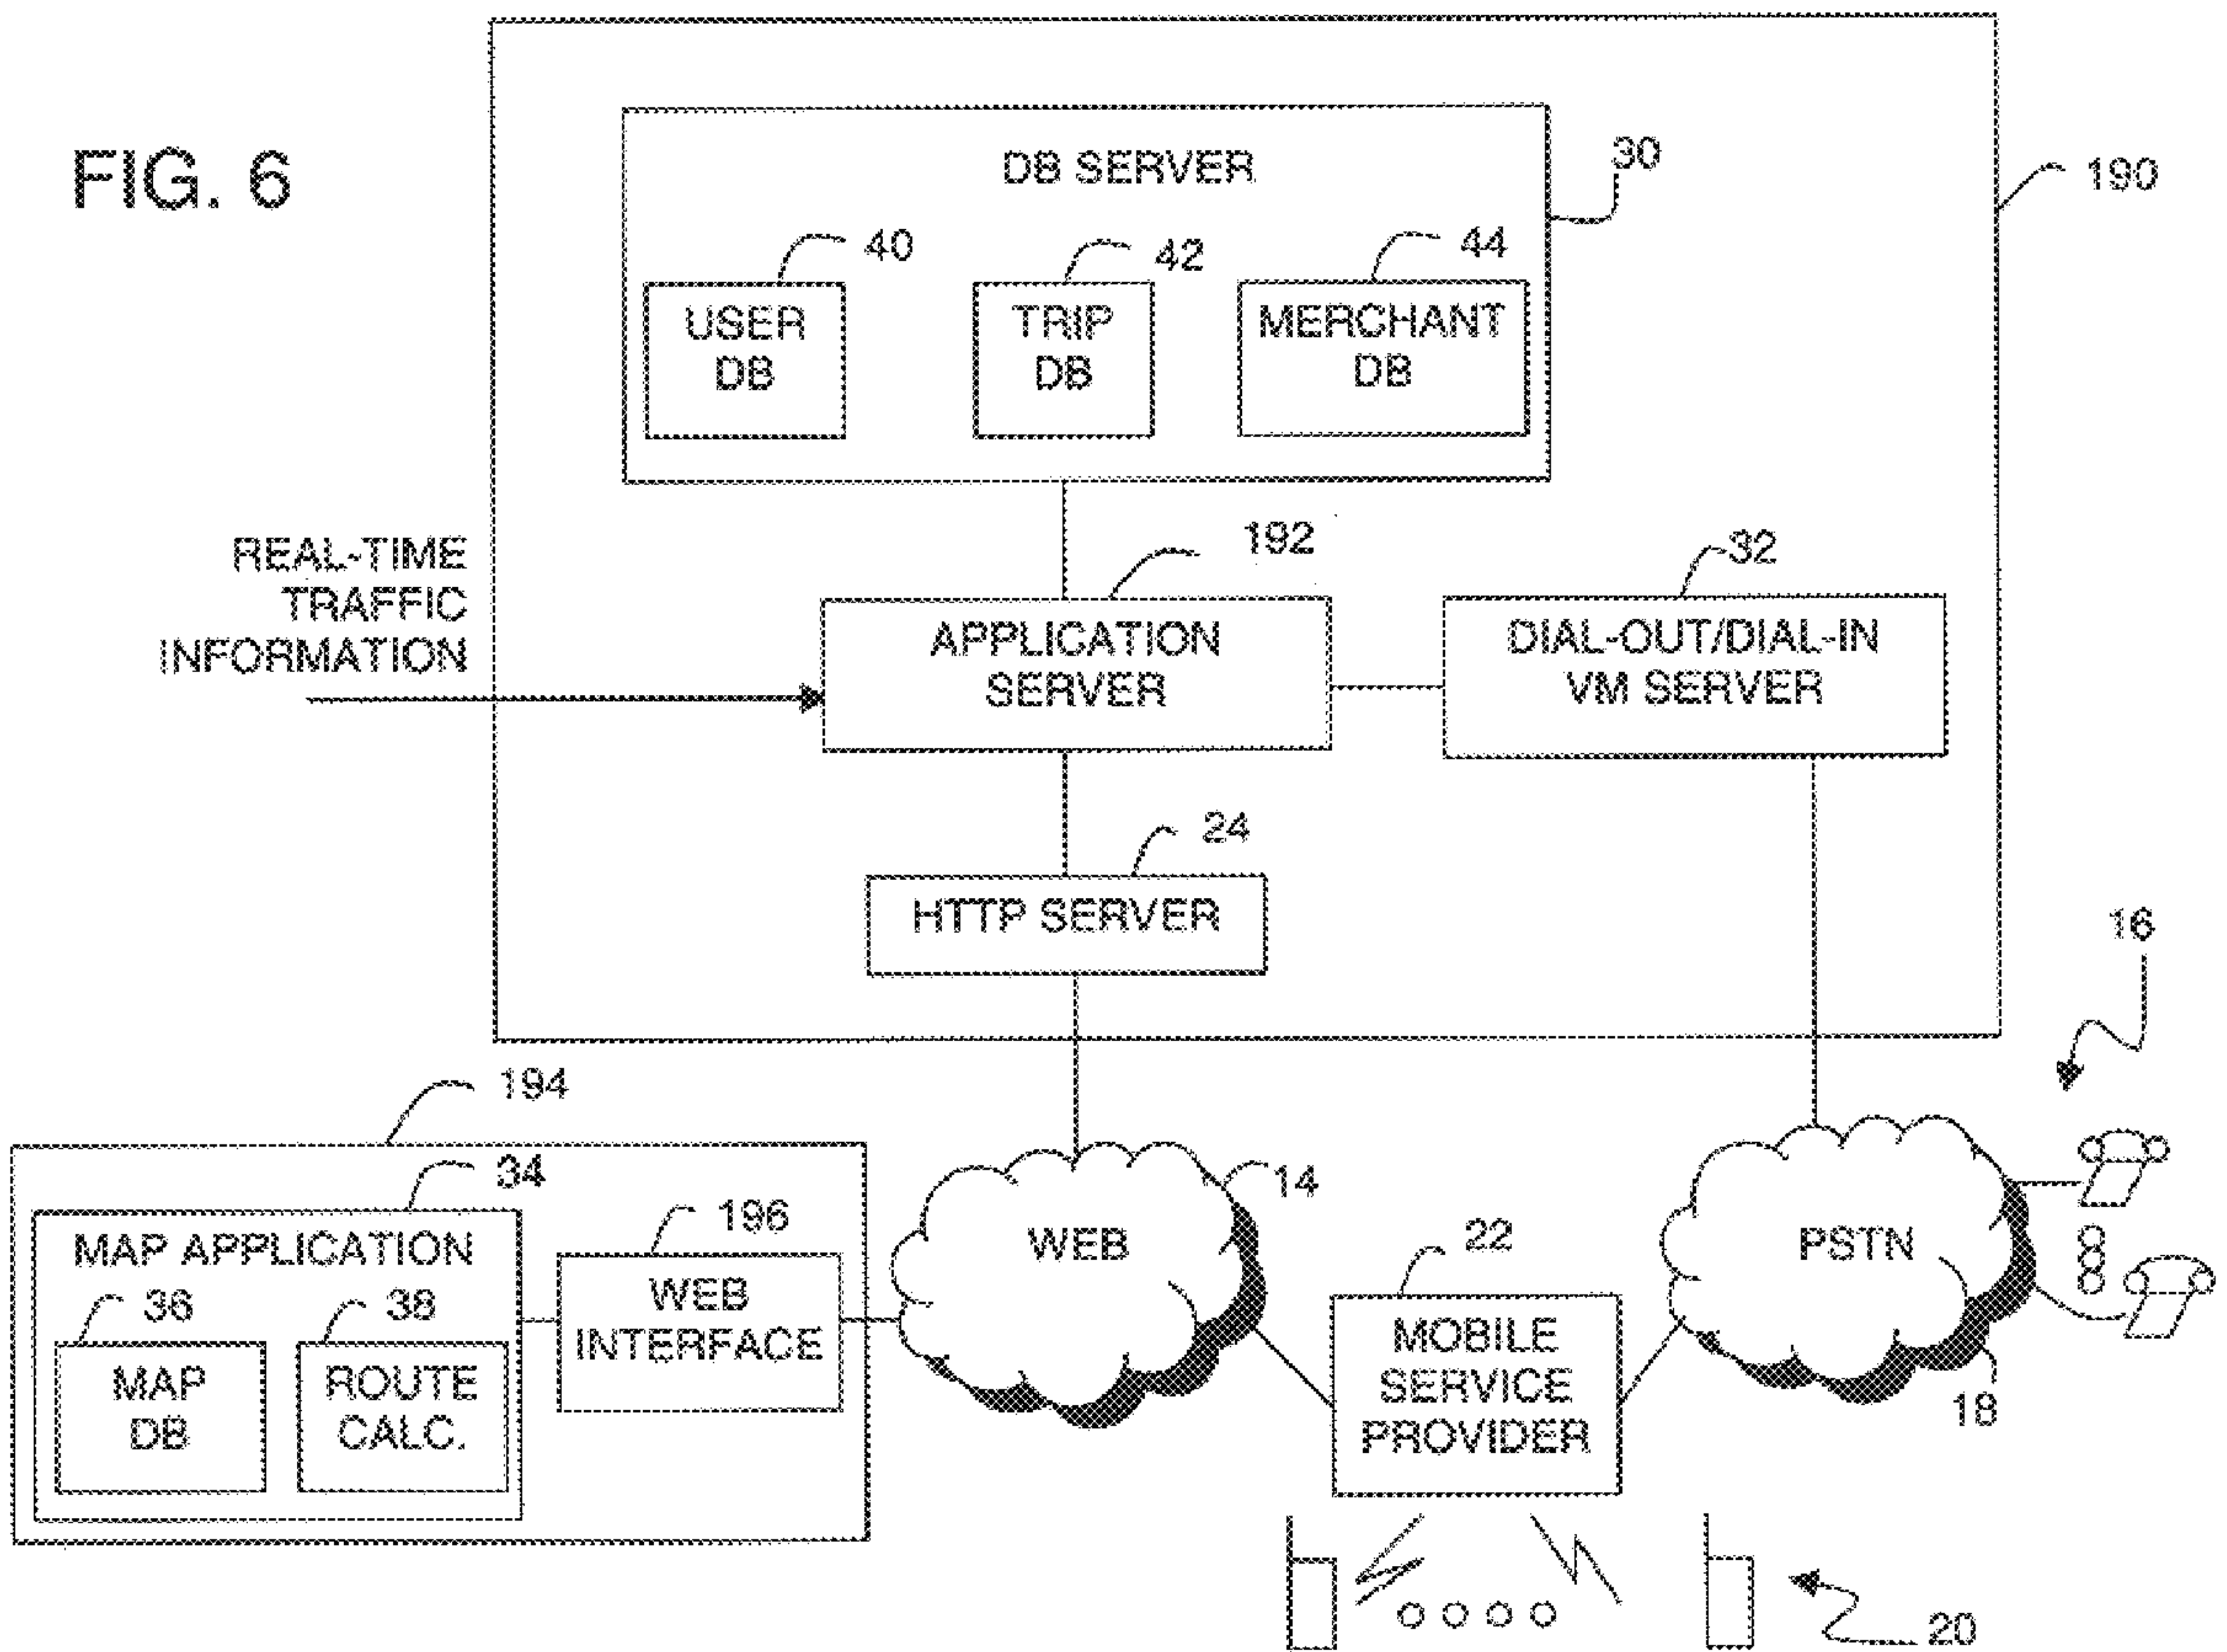 FIG. 6
190
30
DB SERVER
40
42
44
USER
DB
TRIP
DB
MERCHANT
DB
REAL-TIME
TRAFFIC
INFORMATION
192
APPLICATION
SERVER
32
DIAL-OUT/DIAL-IN
VM SERVER
24
HTTP SERVER
16
194
34
MAP APPLICATION
36
MAP
DB
38
ROUTE
CALC.
196
WEB
INTERFACE
14
WEB
22
MOBILE
SERVICE
PROVIDER
PSTN
18
20